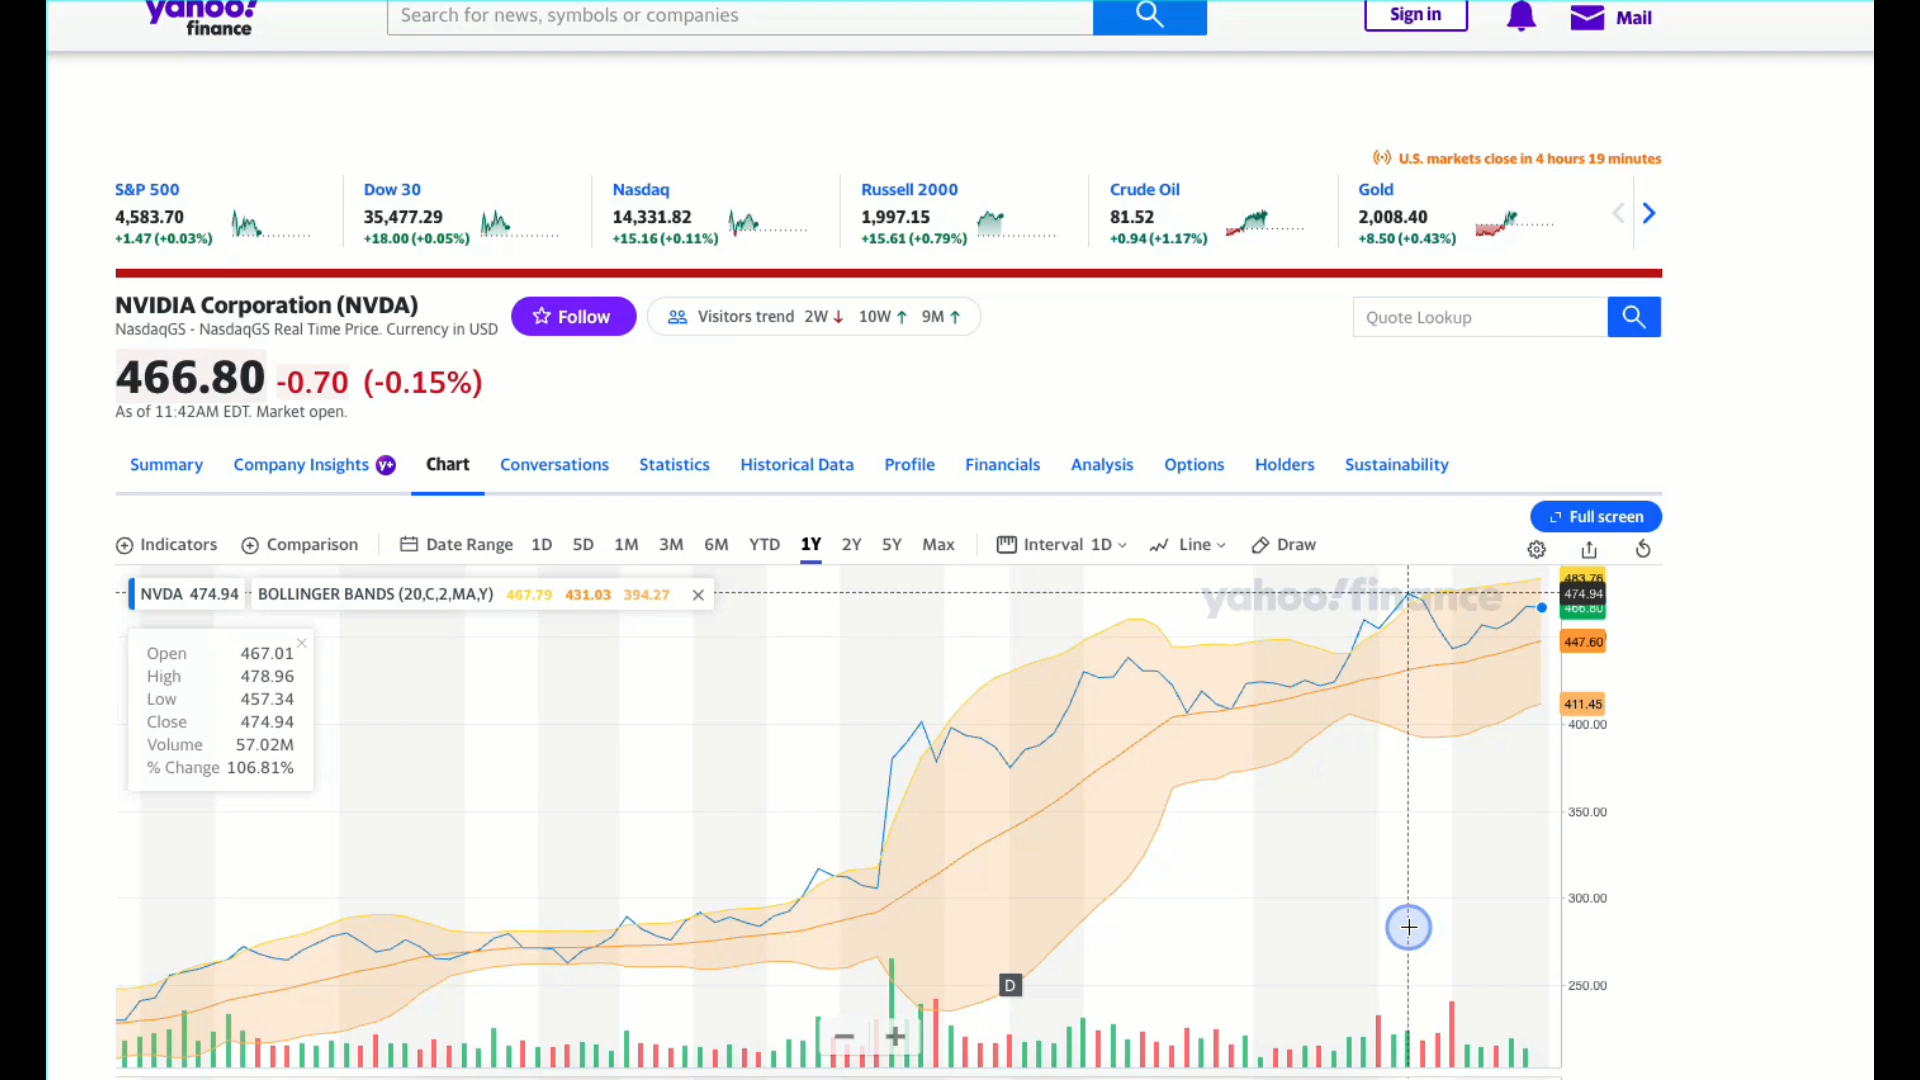 yahoo!
finance
Search for news, symbols or companies
Sign in
Mail
U.S. markets close in 4 hours 19 minutes
S&P 500
4,583.70
+1.47 (+0.03%)
Dow 30
35,477.29
+18.00 (+0.05%)
Nasdaq
14,331.82
+15.16 (+0.11%)
Russell 2000
1,997.15
+15.61 (+0.79%)
Crude Oil
81.52
+0.94 (+1.17%)
Gold
2,008.40
+8.50 (+0.43%)
NVIDIA Corporation (NVDA)
NasdaqGS - NasdaqGS Real Time Price. Currency in USD
Follow
Visitors trend 2W 10W 9M
Quote Lookup
466.80 -0.70 (-0.15%)
As of 11:42AM EDT. Market open.
Summary Company Insights y+ Chart Conversations Statistics Historical Data Profile Financials Analysis Options Holders Sustainability
Full screen
Indicators Comparison Date Range 1D 5D 1M 3M 6M YTD 1Y 2Y 5Y Max Interval 1D Line Draw
NVDA 474.94 BOLLINGER BANDS (20,C,2,MA,Y) 467.79 431.03 394.27
yahoo!finance
483.76
474.94
466.80
447.60
411.45
400.00
350.00
300.00
250.00
Open 467.01
High 478.96
Low 457.34
Close 474.94
Volume 57.02M
% Change 106.81%
D